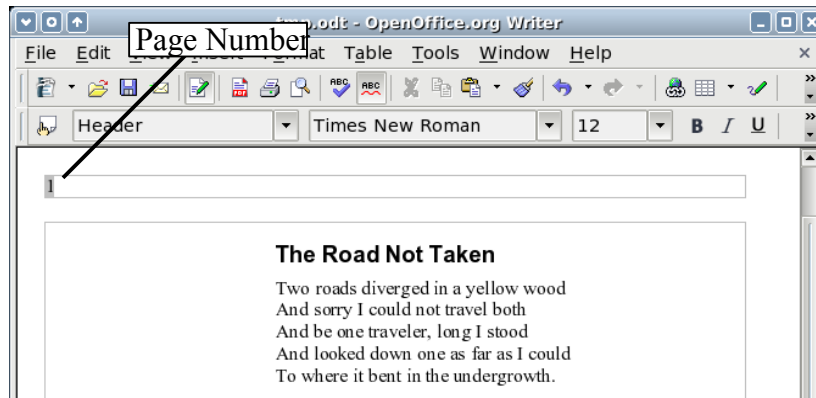 tmp.odt - OpenOffice.org Writer
Page Number
File Edit Table Tools Window Help
ABC ABC
Header Times New Roman 12 B I U
1
The Road Not Taken
Two roads diverged in a yellow wood
And sorry I could not travel both
And be one traveler, long I stood
And looked down one as far as I could
To where it bent in the undergrowth.